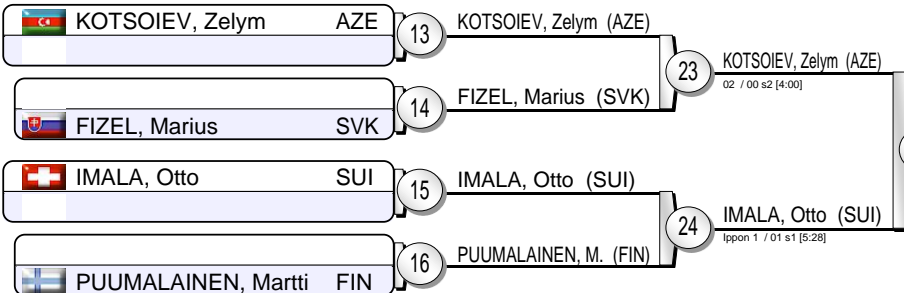 KOTSOIEV, Zelym AZE
FIZEL, Marius SVK
IMALA, Otto SUI
PUUMALAINEN, Martti FIN
13
14
15
16
KOTSOIEV, Zelym (AZE)
FIZEL, Marius (SVK)
IMALA, Otto (SUI)
PUUMALAINEN, M. (FIN)
23
24
KOTSOIEV, Zelym (AZE)
02 / 00 s2 [4:00]
IMALA, Otto (SUI)
Ippon 1 / 01 s1 [5:28]